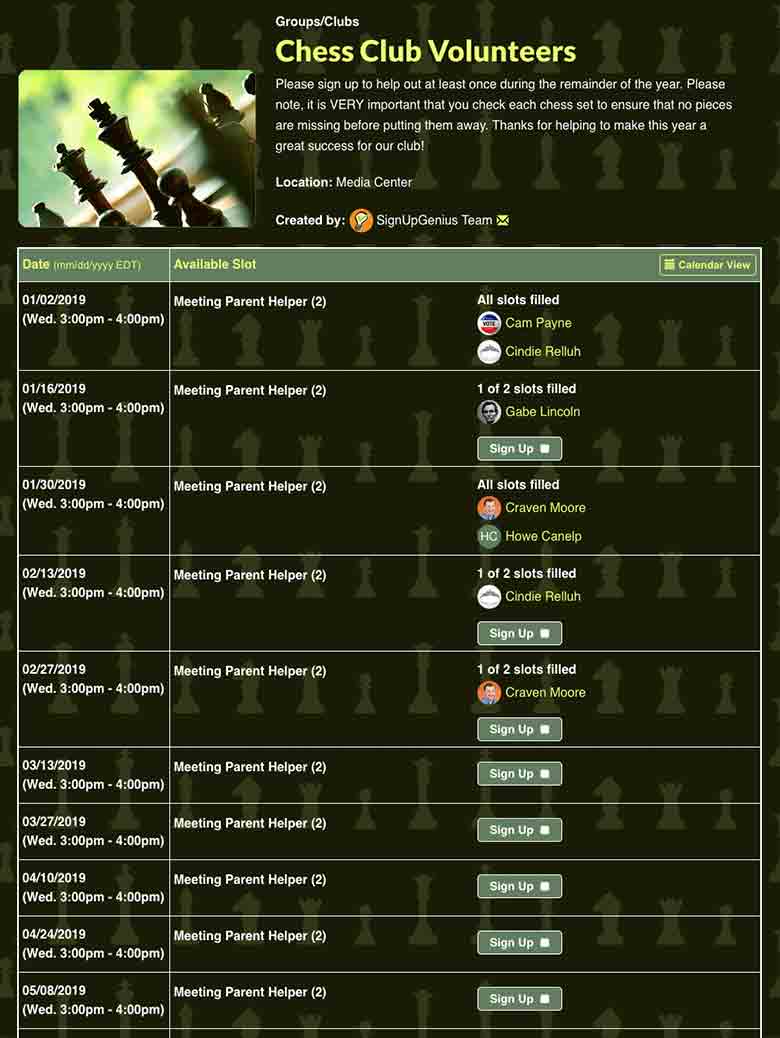 Groups/Clubs
Chess Club Volunteers
Please sign up to help out at least once during the remainder of the year. Please
note, it is VERY important that you check each chess set to ensure that no pieces
are missing before putting them away. Thanks for helping to make this year a
great success for our club!
Location: Media Center
Created by: SignUpGenius Team
Date (mm/dd/yyyy EDT) Available Slot Calendar View
01/02/2019 Meeting Parent Helper (2) All slots filled
(Wed. 3:00pm - 4:00pm) VOTE Cam Payne
Cindie Relluh
01/16/2019 Meeting Parent Helper (2) 1 of 2 slots filled
(Wed. 3:00pm - 4:00pm) Gabe Lincoln
Sign Up
01/30/2019 Meeting Parent Helper (2) All slots filled
(Wed. 3:00pm - 4:00pm) Craven Moore
HC Howe Canelp
02/13/2019 Meeting Parent Helper (2) 1 of 2 slots filled
(Wed. 3:00pm - 4:00pm) Cindie Relluh
Sign Up
02/27/2019 Meeting Parent Helper (2) 1 of 2 slots filled
(Wed. 3:00pm - 4:00pm) Craven Moore
Sign Up
03/13/2019 Meeting Parent Helper (2) Sign Up
(Wed. 3:00pm - 4:00pm)
03/27/2019 Meeting Parent Helper (2) Sign Up
(Wed. 3:00pm - 4:00pm)
04/10/2019 Meeting Parent Helper (2) Sign Up
(Wed. 3:00pm - 4:00pm)
04/24/2019 Meeting Parent Helper (2) Sign Up
(Wed. 3:00pm - 4:00pm)
05/08/2019 Meeting Parent Helper (2) Sign Up
(Wed. 3:00pm - 4:00pm)